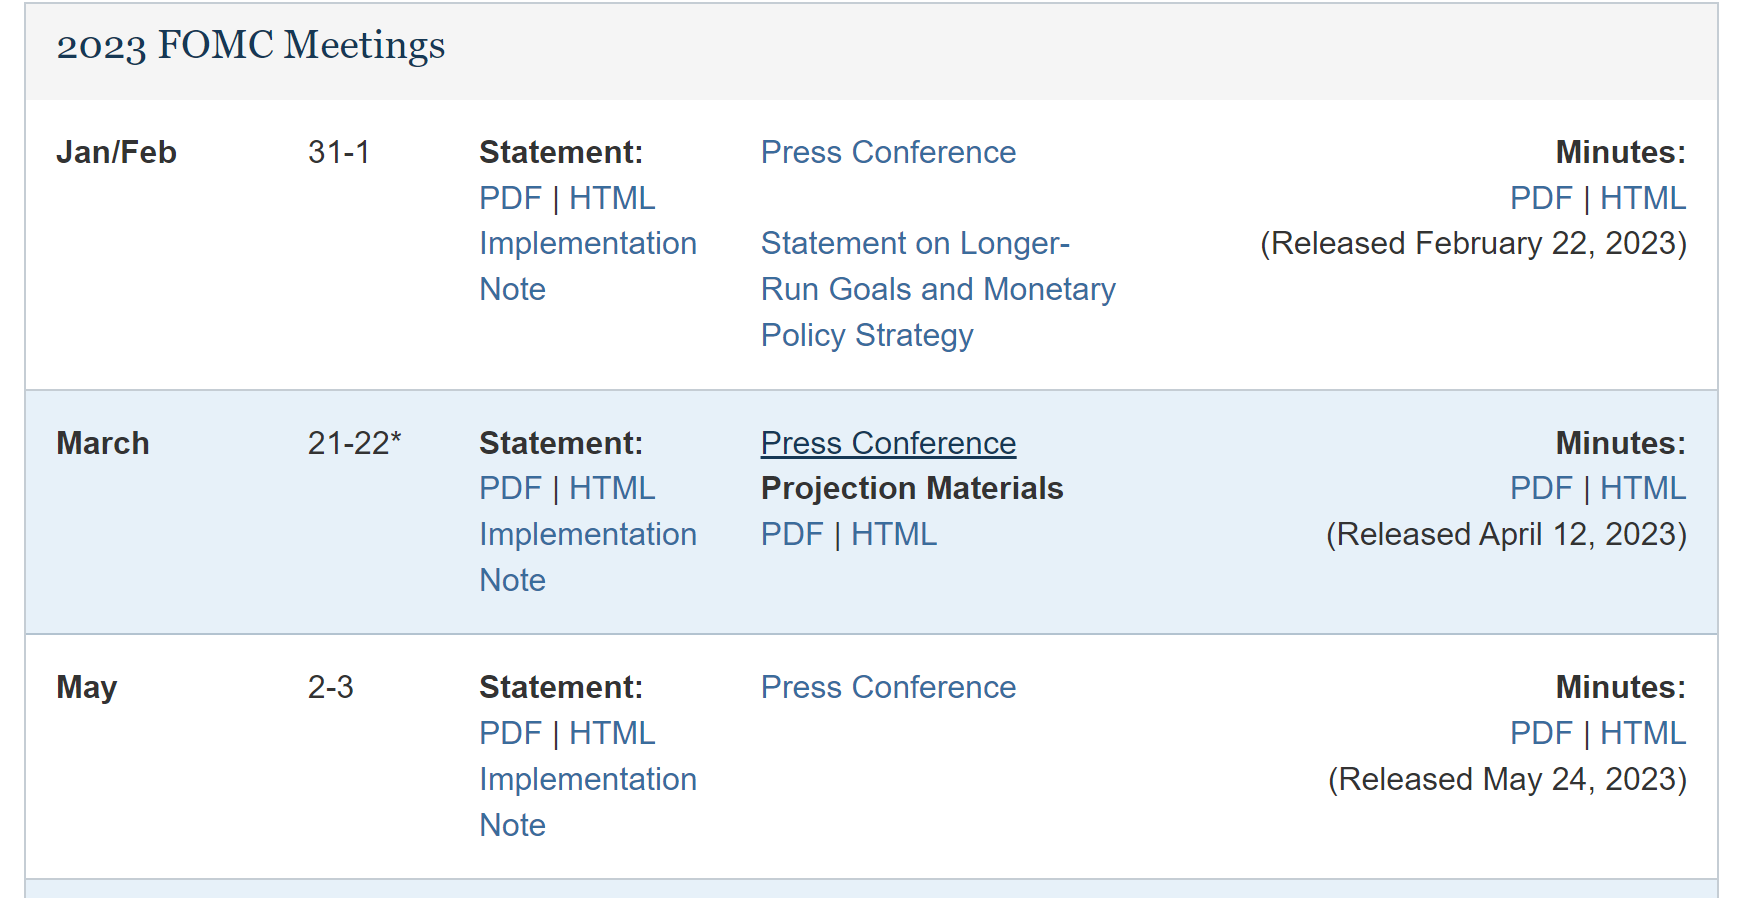 2023 FOMC Meetings
Jan/Feb
31-1
Statement:
PDF | HTML
Implementation
Note
Press Conference
Statement on Longer-
Run Goals and Monetary
Policy Strategy
Minutes:
PDF | HTML
(Released February 22, 2023)
March
21-22*
Statement:
PDF | HTML
Implementation
Note
Press Conference
Projection Materials
PDF | HTML
Minutes:
PDF | HTML
(Released April 12, 2023)
May
2-3
Statement:
PDF | HTML
Implementation
Note
Press Conference
Minutes:
PDF | HTML
(Released May 24, 2023)